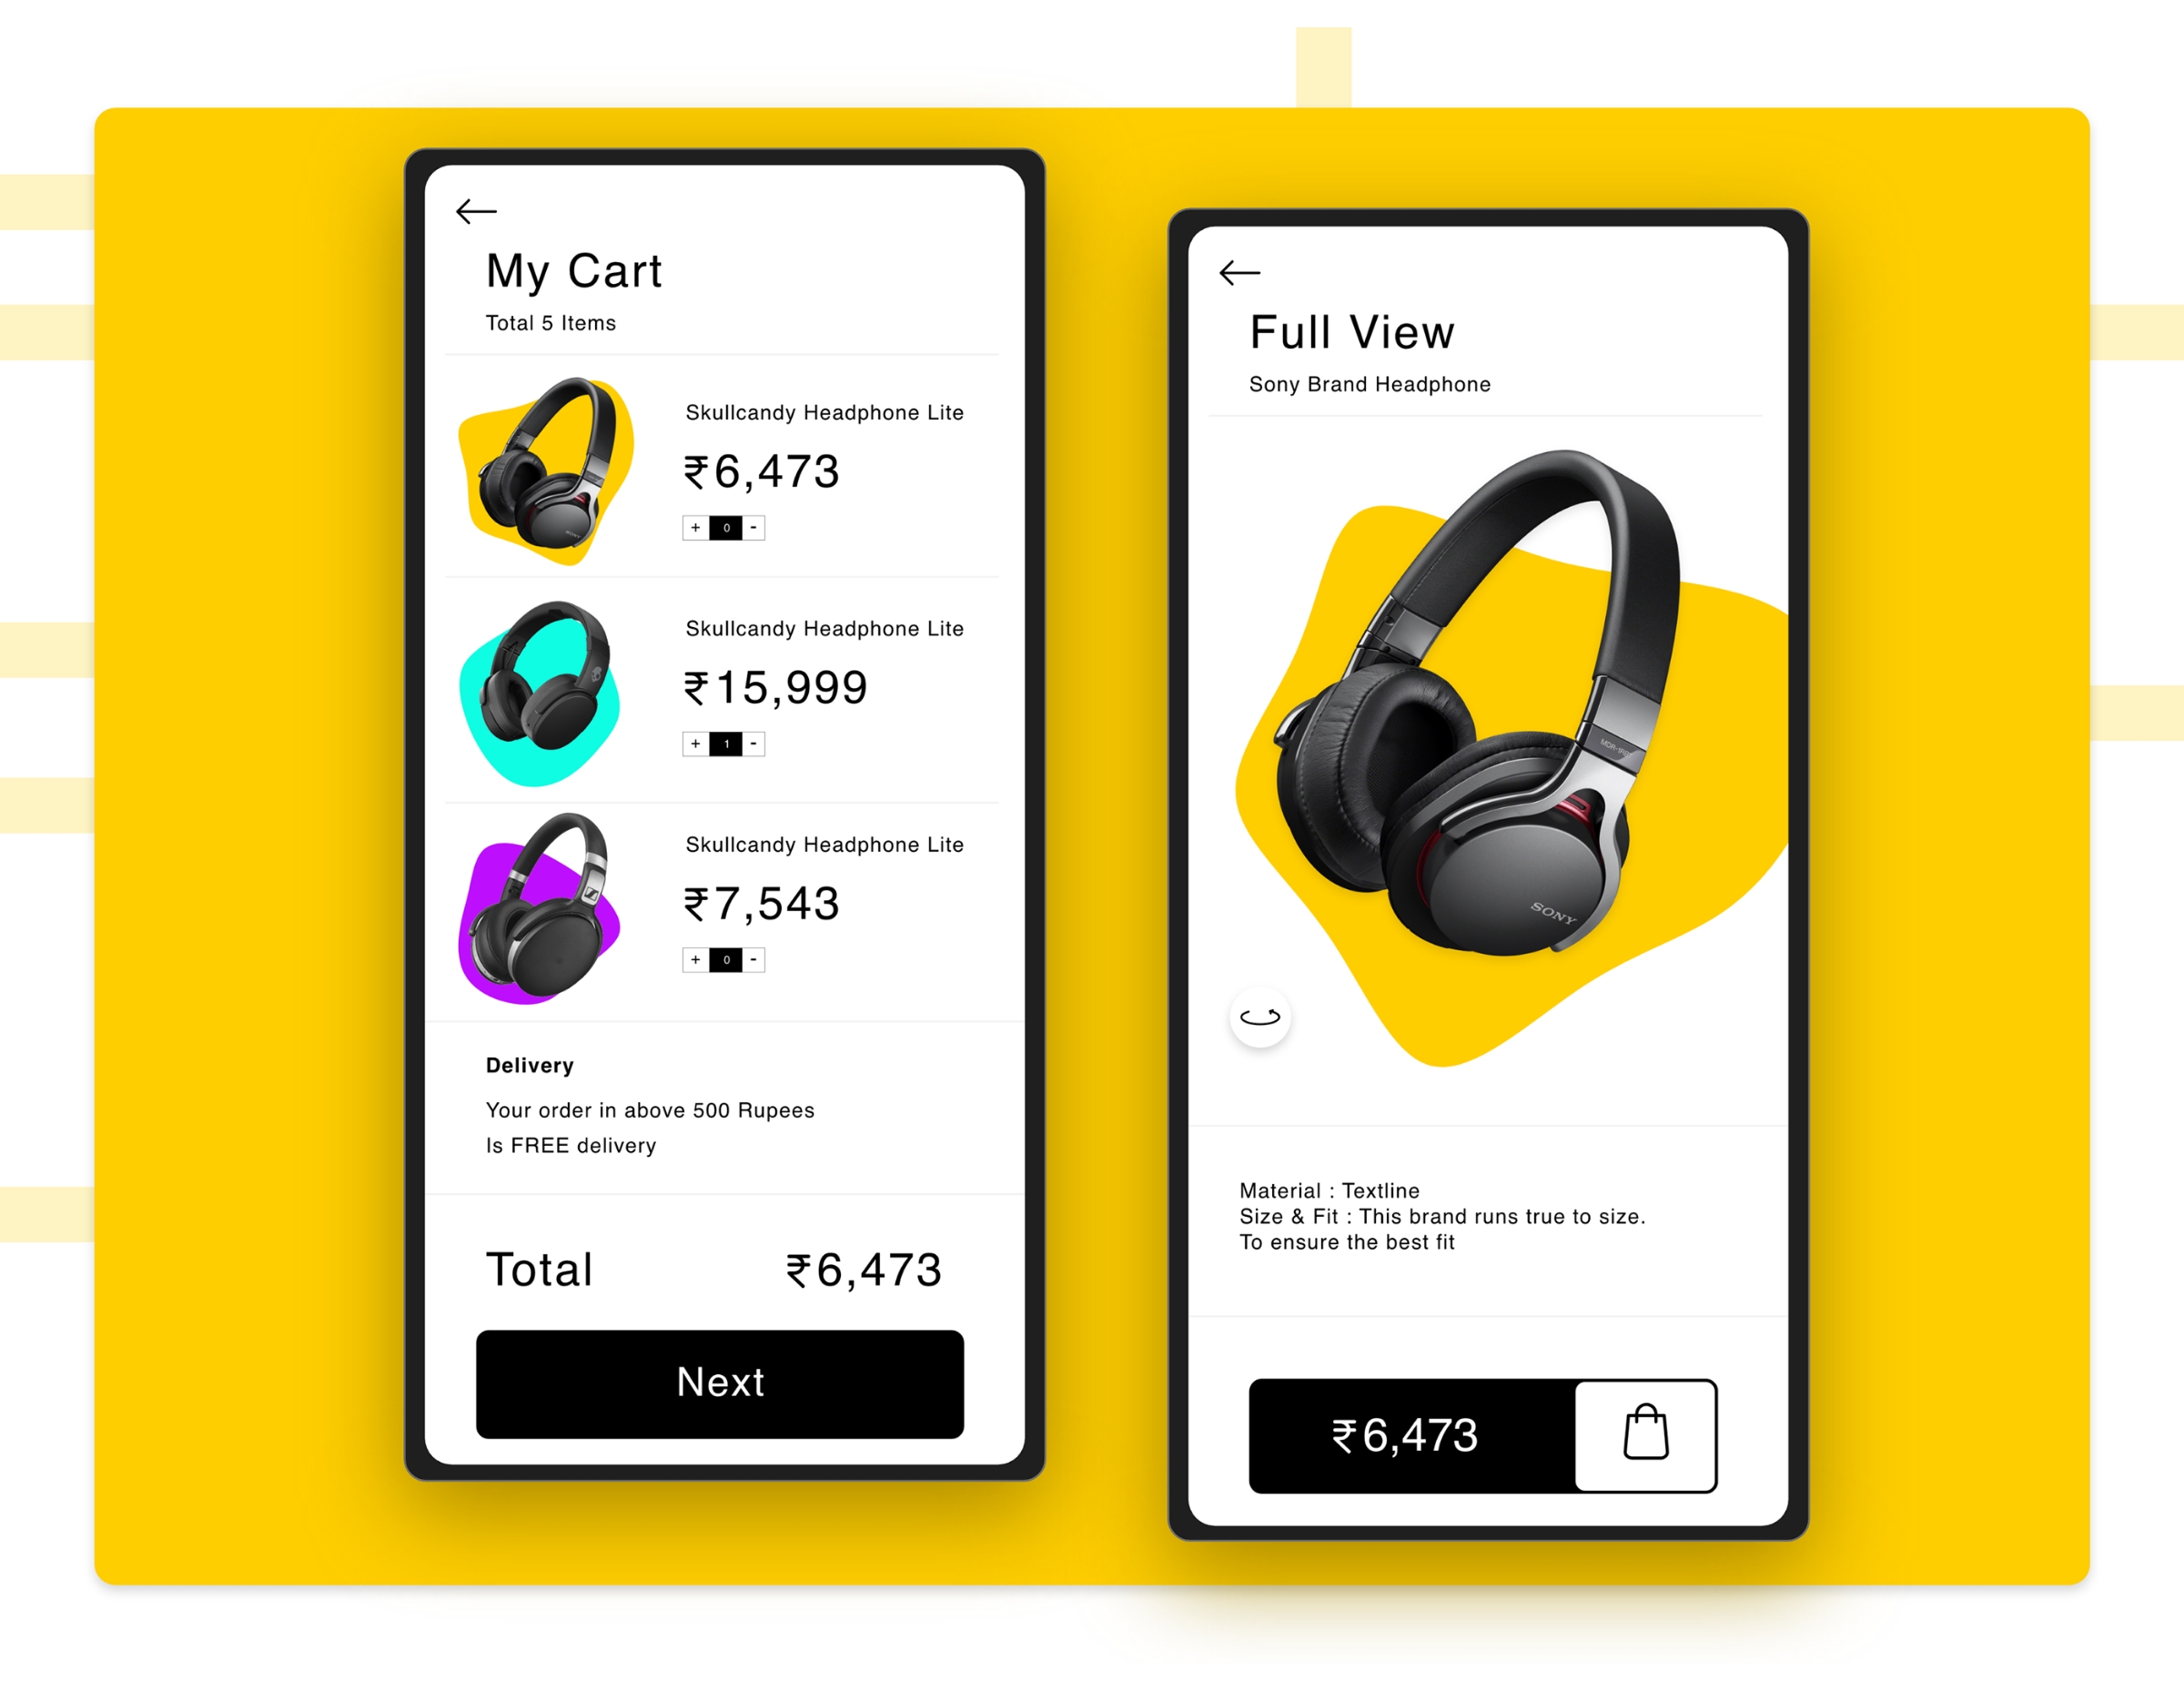 My Cart
Total 5 Items
Skullcandy Headphone Lite
₹6,473
+ 0 -
Skullcandy Headphone Lite
₹15,999
+ 1 -
Skullcandy Headphone Lite
₹7,543
+ 0 -
Delivery
Your order in above 500 Rupees
Is FREE delivery
Total ₹6,473
Next
Full View
Sony Brand Headphone
SONY
Material : Textline
Size & Fit : This brand runs true to size.
To ensure the best fit
₹6,473